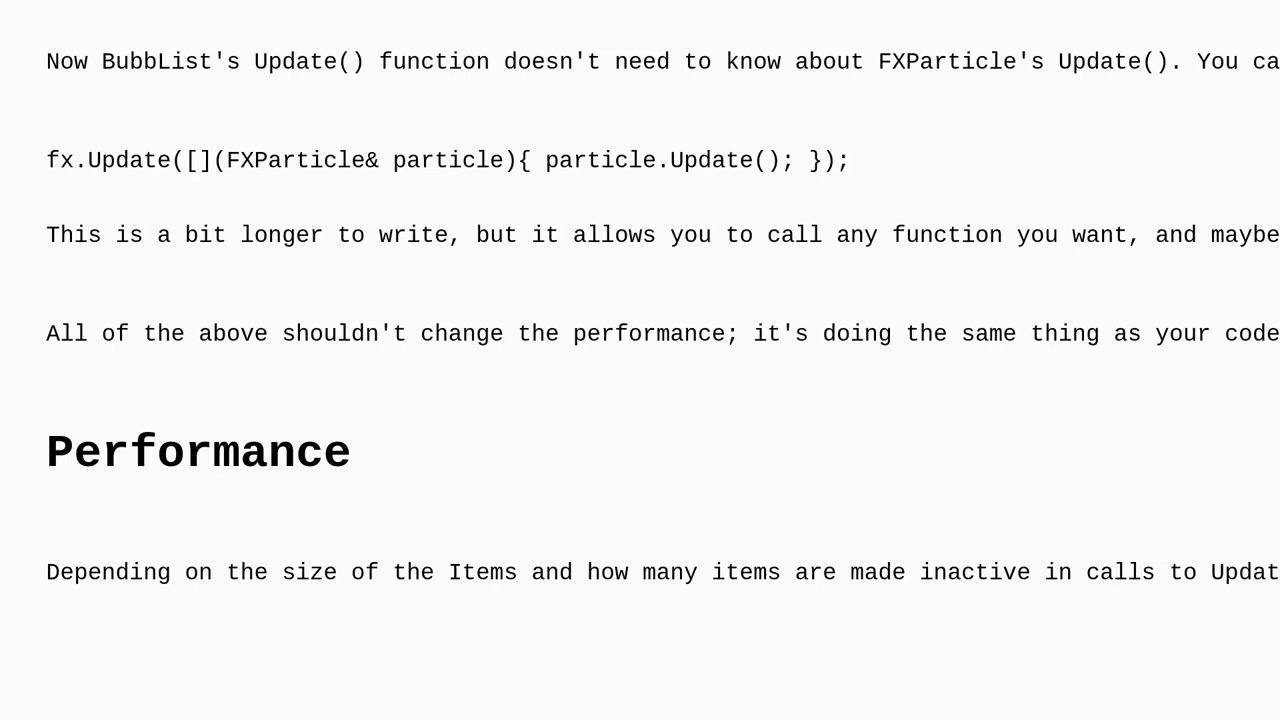 Now BubbList's Update() function doesn't need to know about FXParticle's Update(). You ca
fx.Update([](FXParticle& particle){ particle.Update(); });
This is a bit longer to write, but it allows you to call any function you want, and maybe
All of the above shouldn't change the performance; it's doing the same thing as your code
Performance
Depending on the size of the Items and how many items are made inactive in calls to Updat